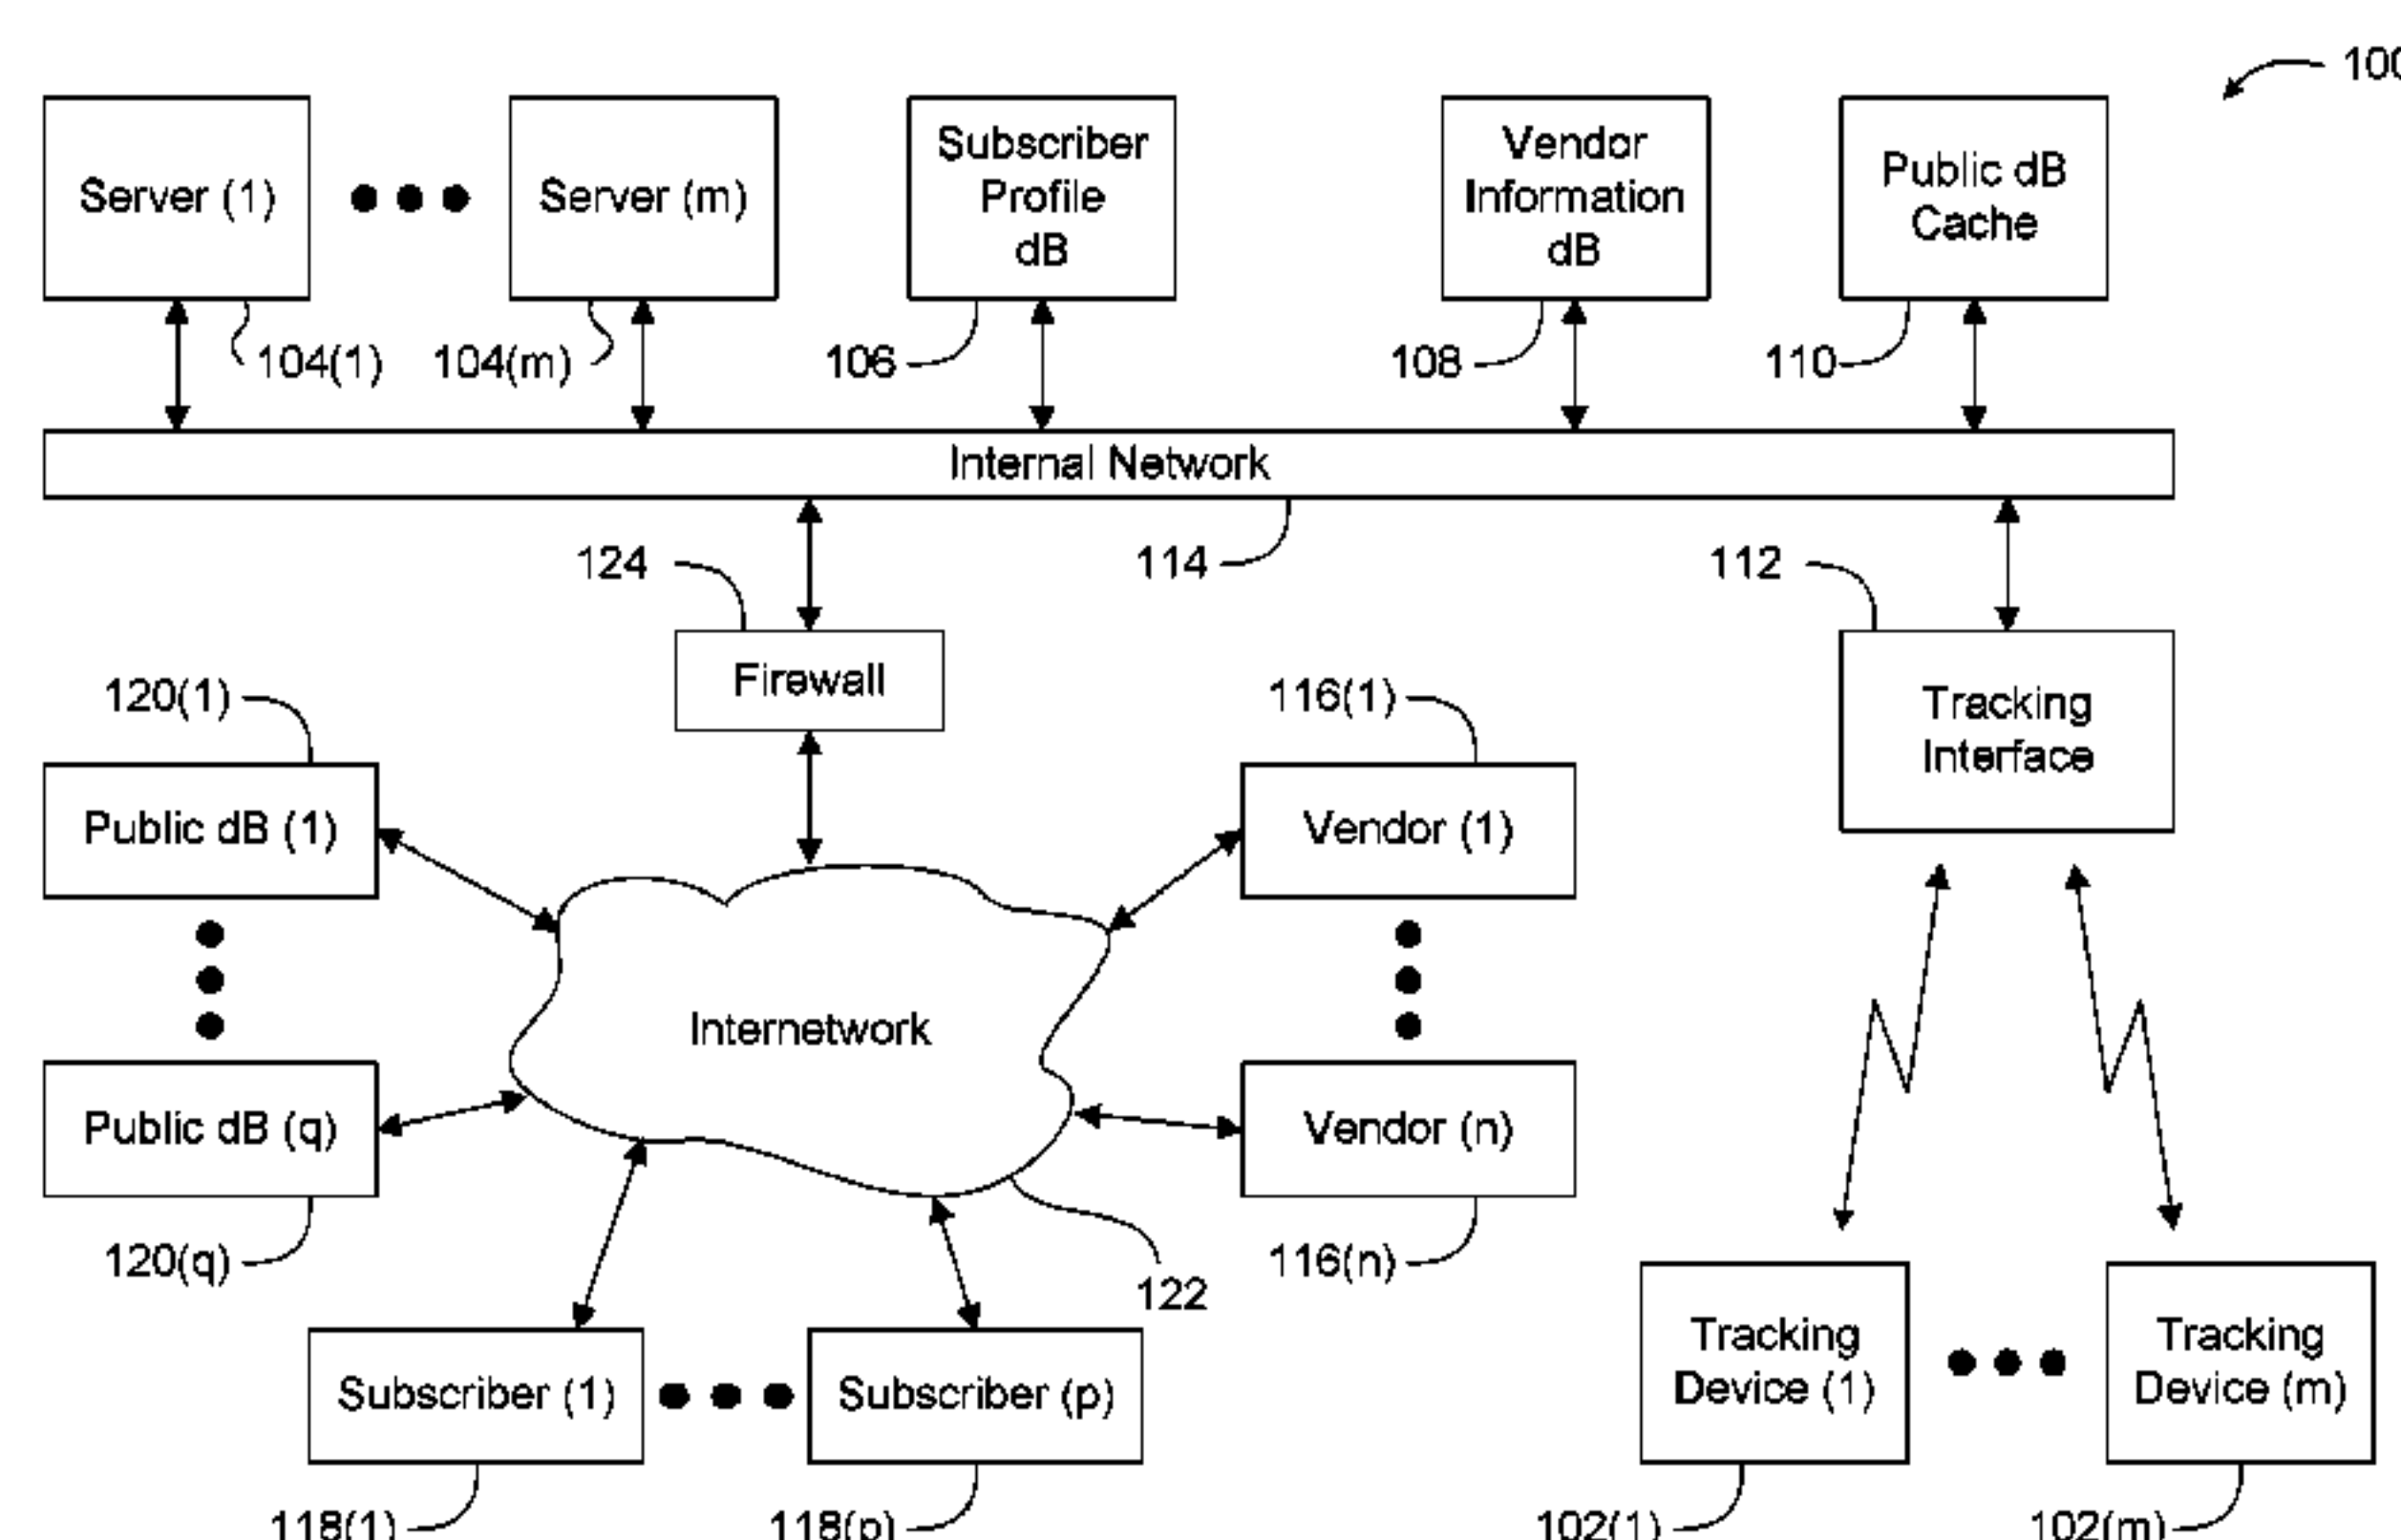 100
Server (1)
Server (m)
Subscriber
Profile
dB
Vendor
Information
dB
Public dB
Cache
104(1)
104(m)
106
108
110
Internal Network
124
114
112
Firewall
Tracking
Interface
120(1)
116(1)
Public dB (1)
Vendor (1)
Internetwork
Public dB (q)
Vendor (n)
120(q)
116(n)
122
Subscriber (1)
Subscriber (p)
Tracking
Device (1)
Tracking
Device (m)
118(1)
118(p)
102(1)
102(m)